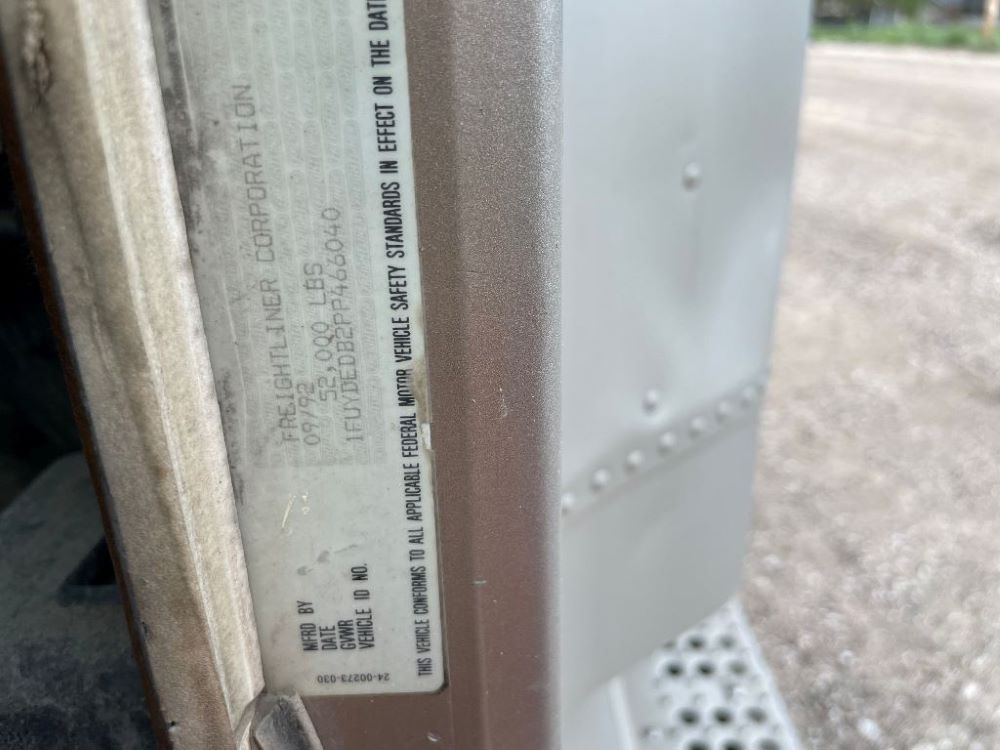 MFRD BY FREIGHTLINER CORPORATION
DATE 09/92
GVWR 52,000 LBS
VEHICLE ID NO. 1FUYDEDB2PP466040
THIS VEHICLE CONFORMS TO ALL APPLICABLE FEDERAL MOTOR VEHICLE SAFETY STANDARDS IN EFFECT ON THE DATE
24-00273-030